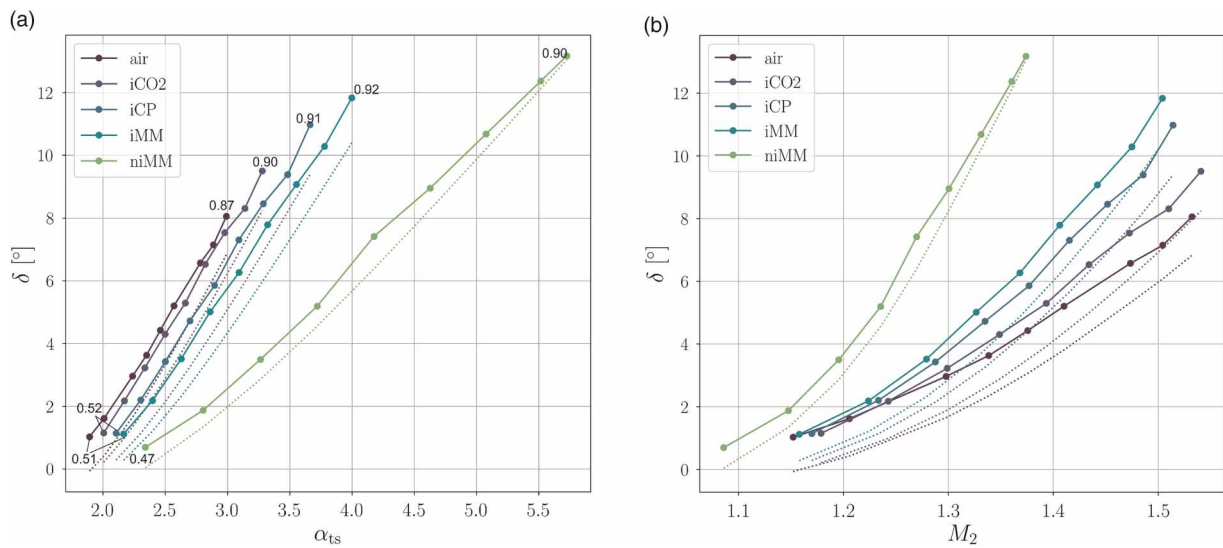 (a)
air
iCO2
iCP
iMM
niMM
0.90
0.92
0.91
0.90
0.87
0.52
0.51
0.47
12
10
8
6
4
2
0
δ [°]
2.0 2.5 3.0 3.5 4.0 4.5 5.0 5.5
α_ts
(b)
air
iCO2
iCP
iMM
niMM
12
10
8
6
4
2
0
δ [°]
1.1 1.2 1.3 1.4 1.5
M_2